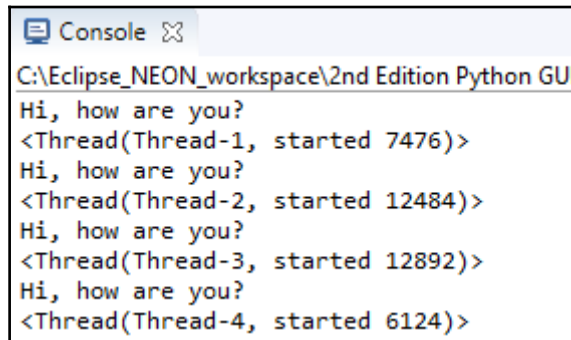 Console
C:\Eclipse_NEON_workspace\2nd Edition Python GU
Hi, how are you?
<Thread(Thread-1, started 7476)>
Hi, how are you?
<Thread(Thread-2, started 12484)>
Hi, how are you?
<Thread(Thread-3, started 12892)>
Hi, how are you?
<Thread(Thread-4, started 6124)>